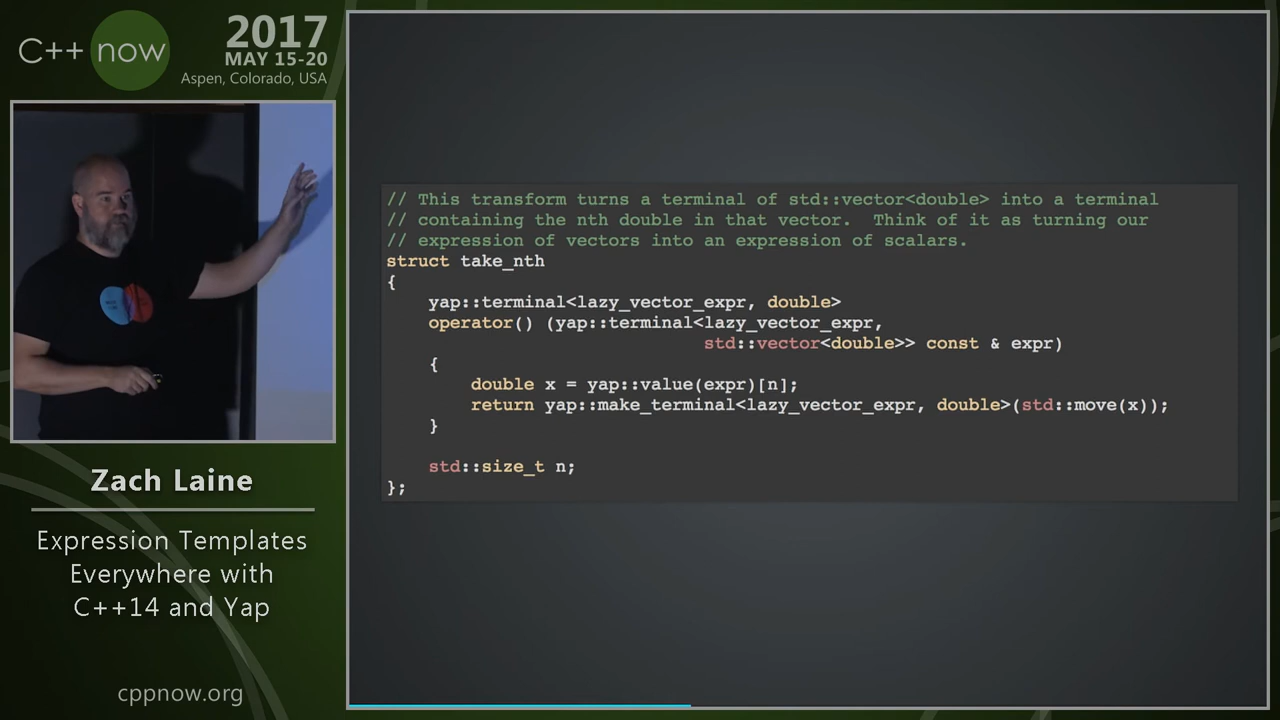 C++ now
2017
MAY 15-20
Aspen, Colorado, USA
Zach Laine
Expression Templates
Everywhere with
C++14 and Yap
cppnow.org
// This transform turns a terminal of std::vector<double> into a terminal
// containing the nth double in that vector.  Think of it as turning our
// expression of vectors into an expression of scalars.
struct take_nth
{
    yap::terminal<lazy_vector_expr, double>
    operator() (yap::terminal<lazy_vector_expr,
                              std::vector<double>> const & expr)
    {
        double x = yap::value(expr)[n];
        return yap::make_terminal<lazy_vector_expr, double>(std::move(x));
    }
    std::size_t n;
};